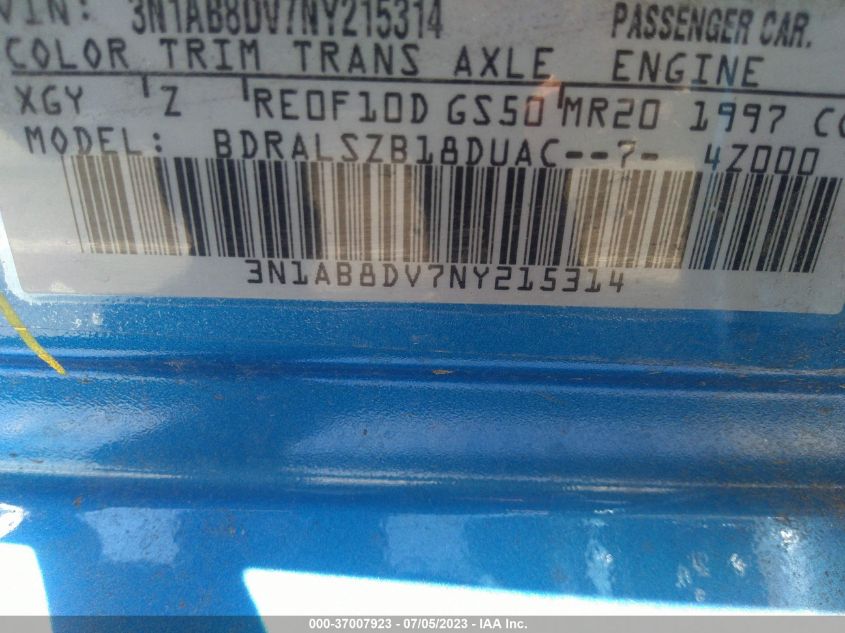 VIN: 3N1AB8DV7NY215314 PASSENGER CAR.
COLOR TRIM TRANS AXLE ENGINE
XGY Z RE0F10D GS50 MR20 1997 CC
MODEL: BDRALSZB18DUAC--7- 4Z000
3N1AB8DV7NY215314
000-37007923 - 07/05/2023 - IAA Inc.